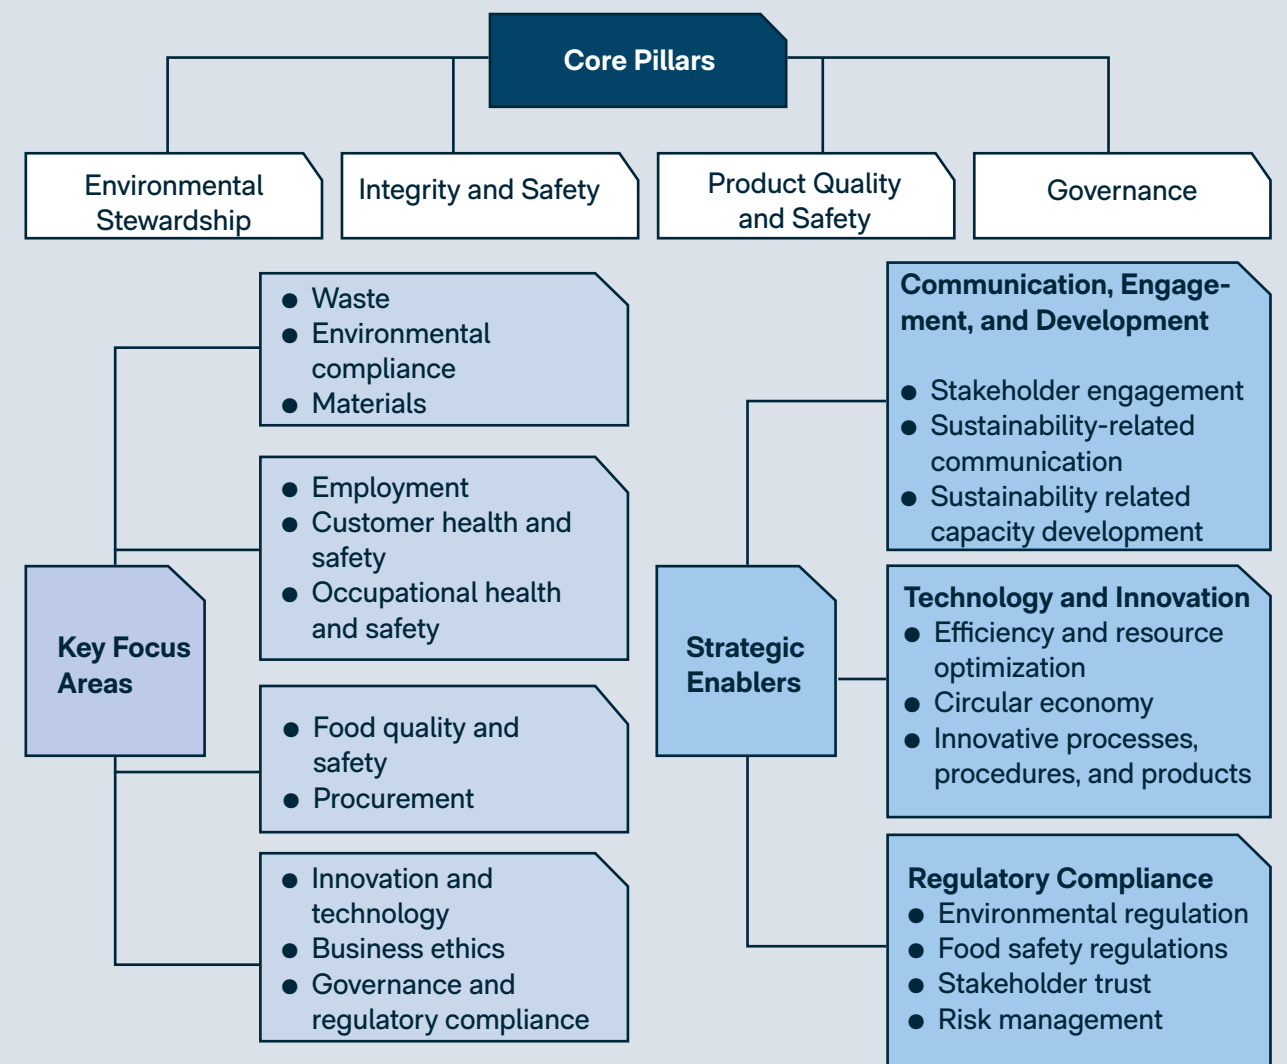 Core Pillars
Environmental
Stewardship
Integrity and Safety
Product Quality
and Safety
Governance
Key Focus
Areas
● Waste
● Environmental
compliance
● Materials
● Employment
● Customer health and
safety
● Occupational health
and safety
● Food quality and
safety
● Procurement
● Innovation and
technology
● Business ethics
● Governance and
regulatory compliance
Strategic
Enablers
Communication, Engage-
ment, and Development
● Stakeholder engagement
● Sustainability-related
communication
● Sustainability related
capacity development
Technology and Innovation
● Efficiency and resource
optimization
● Circular economy
● Innovative processes,
procedures, and products
Regulatory Compliance
● Environmental regulation
● Food safety regulations
● Stakeholder trust
● Risk management